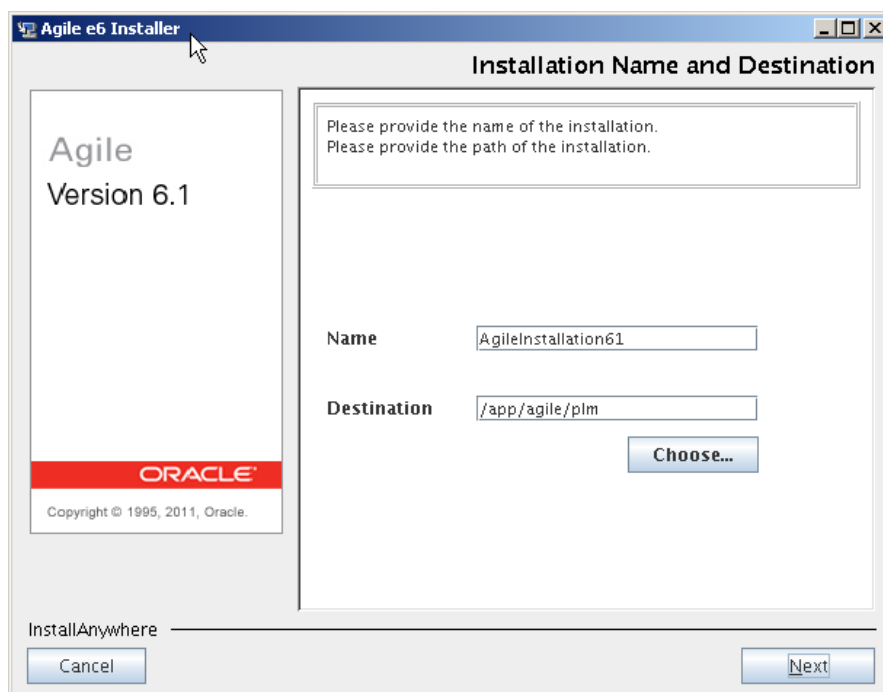 Agile e6 Installer
Installation Name and Destination
Agile
Version 6.1
ORACLE
Copyright © 1995, 2011, Oracle.
Please provide the name of the installation.
Please provide the path of the installation.
Name
AgileInstallation61
Destination
/app/agile/plm
Choose...
InstallAnywhere
Cancel
Next